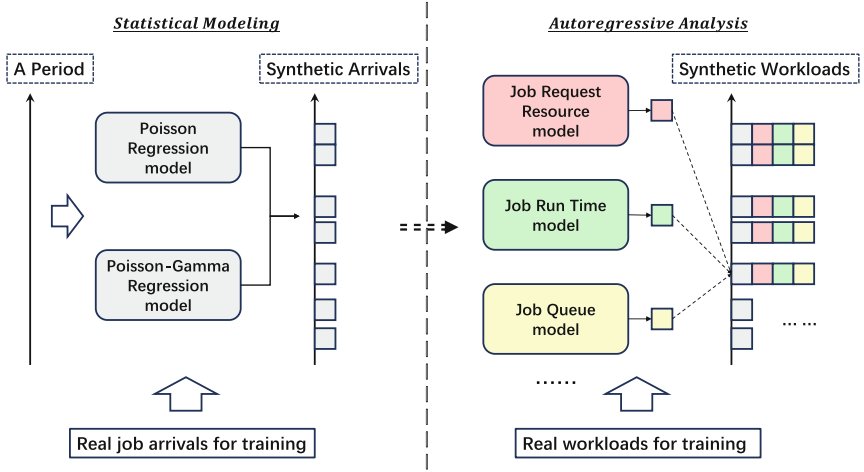 Statistical Modeling
A Period
Synthetic Arrivals
Poisson
Regression
model
Poisson-Gamma
Regression
model
Real job arrivals for training
Autoregressive Analysis
Synthetic Workloads
Job Request
Resource
model
Job Run Time
model
Job Queue
model
... ...
......
Real workloads for training